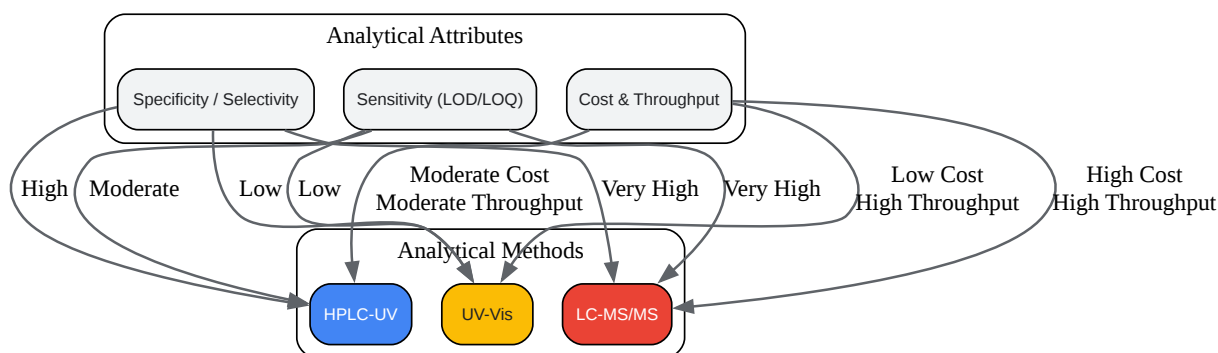 Analytical Attributes
Specificity / Selectivity
Sensitivity (LOD/LOQ)
Cost & Throughput
High
Moderate
Low
Low
Moderate Cost
Moderate Throughput
Very High
Very High
Low Cost
High Throughput
High Cost
High Throughput
Analytical Methods
HPLC-UV
UV-Vis
LC-MS/MS